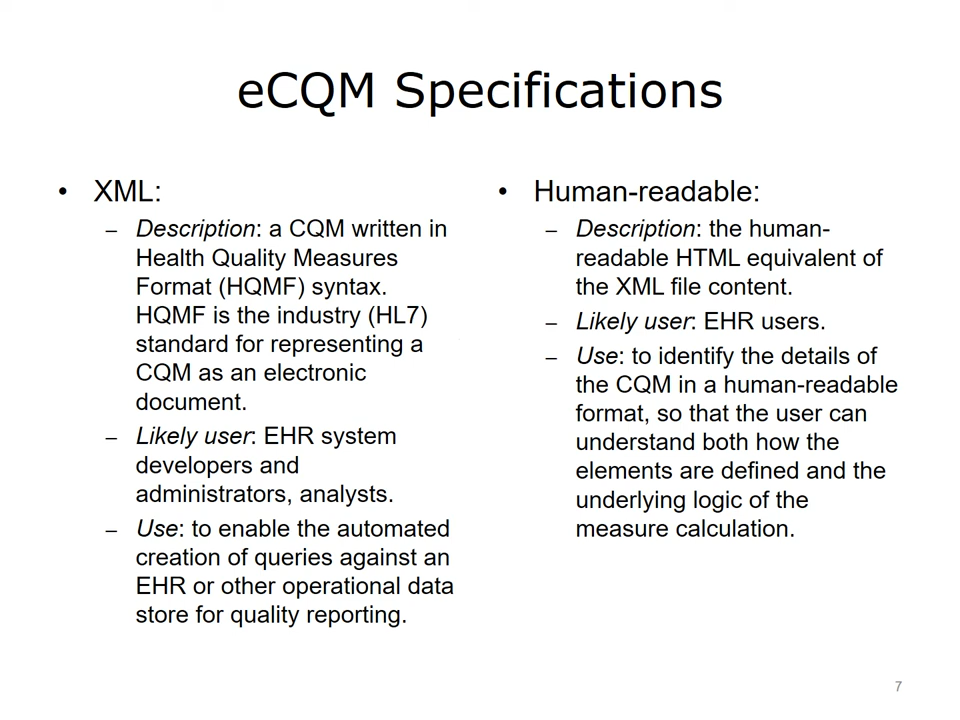 eCQM Specifications
• XML:
– Description: a CQM written in
Health Quality Measures
Format (HQMF) syntax.
HQMF is the industry (HL7)
standard for representing a
CQM as an electronic
document.
– Likely user: EHR system
developers and
administrators, analysts.
– Use: to enable the automated
creation of queries against an
EHR or other operational data
store for quality reporting.
• Human-readable:
– Description: the human-
readable HTML equivalent of
the XML file content.
– Likely user: EHR users.
– Use: to identify the details of
the CQM in a human-readable
format, so that the user can
understand both how the
elements are defined and the
underlying logic of the
measure calculation.
7